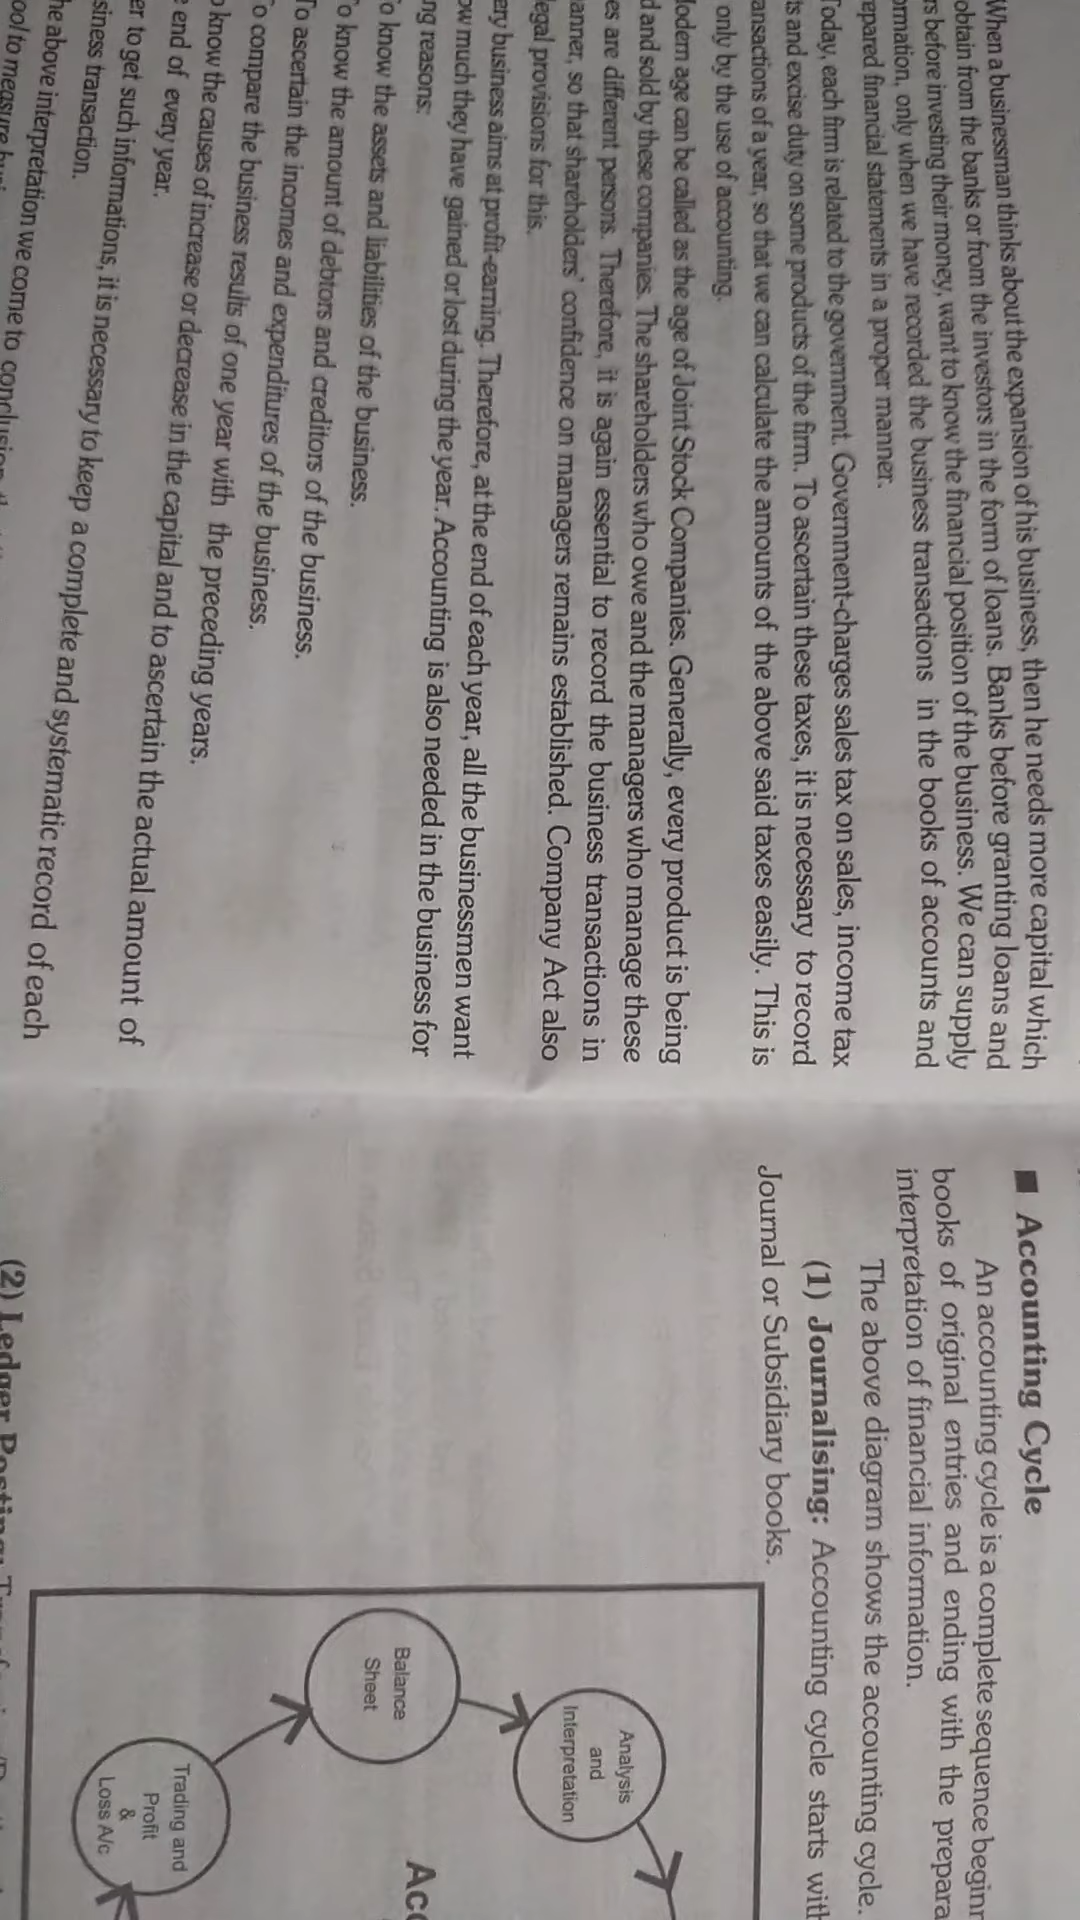 When a businessman thinks about the expansion of his business, then he needs more capital which
obtain from the banks or from the investors in the form of loans. Banks before granting loans and
rs before investing their money, want to know the financial position of the business. We can supply
ormation, only when we have recorded the business transactions in the books of accounts and
epared financial statements in a proper manner.
Today, each firm is related to the government. Government-charges sales tax on sales, income tax
ts and excise duty on some products of the firm. To ascertain these taxes, it is necessary to record
ansactions of a year, so that we can calculate the amounts of the above said taxes easily. This is
only by the use of accounting.
lodern age can be called as the age of Joint Stock Companies. Generally, every product is being
d and sold by these companies. The shareholders who owe and the managers who manage these
es are different persons. Therefore, it is again essential to record the business transactions in
anner, so that shareholders' confidence on managers remains established. Company Act also
legal provisions for this.
ery business aims at profit-earning. Therefore, at the end of each year, all the businessmen want
ow much they have gained or lost during the year. Accounting is also needed in the business for
ng reasons:
To know the assets and liabilities of the business.
To know the amount of debtors and creditors of the business.
To ascertain the incomes and expenditures of the business.
To compare the business results of one year with the preceding years.
o know the causes of increase or decrease in the capital and to ascertain the actual amount of
e end of every year.
er to get such informations, it is necessary to keep a complete and systematic record of each
siness transaction.
he above interpretation we come to conclusion
ool to measure
■ Accounting Cycle
An accounting cycle is a complete sequence beginn
books of original entries and ending with the prepara
interpretation of financial information.
The above diagram shows the accounting cycle.
(1) Journalising: Accounting cycle starts with
Journal or Subsidiary books.
Analysis
and
Interpretation
Balance
Sheet
Acc
Trading and
Profit
&
Loss A/c
(2) Ledger Posting: